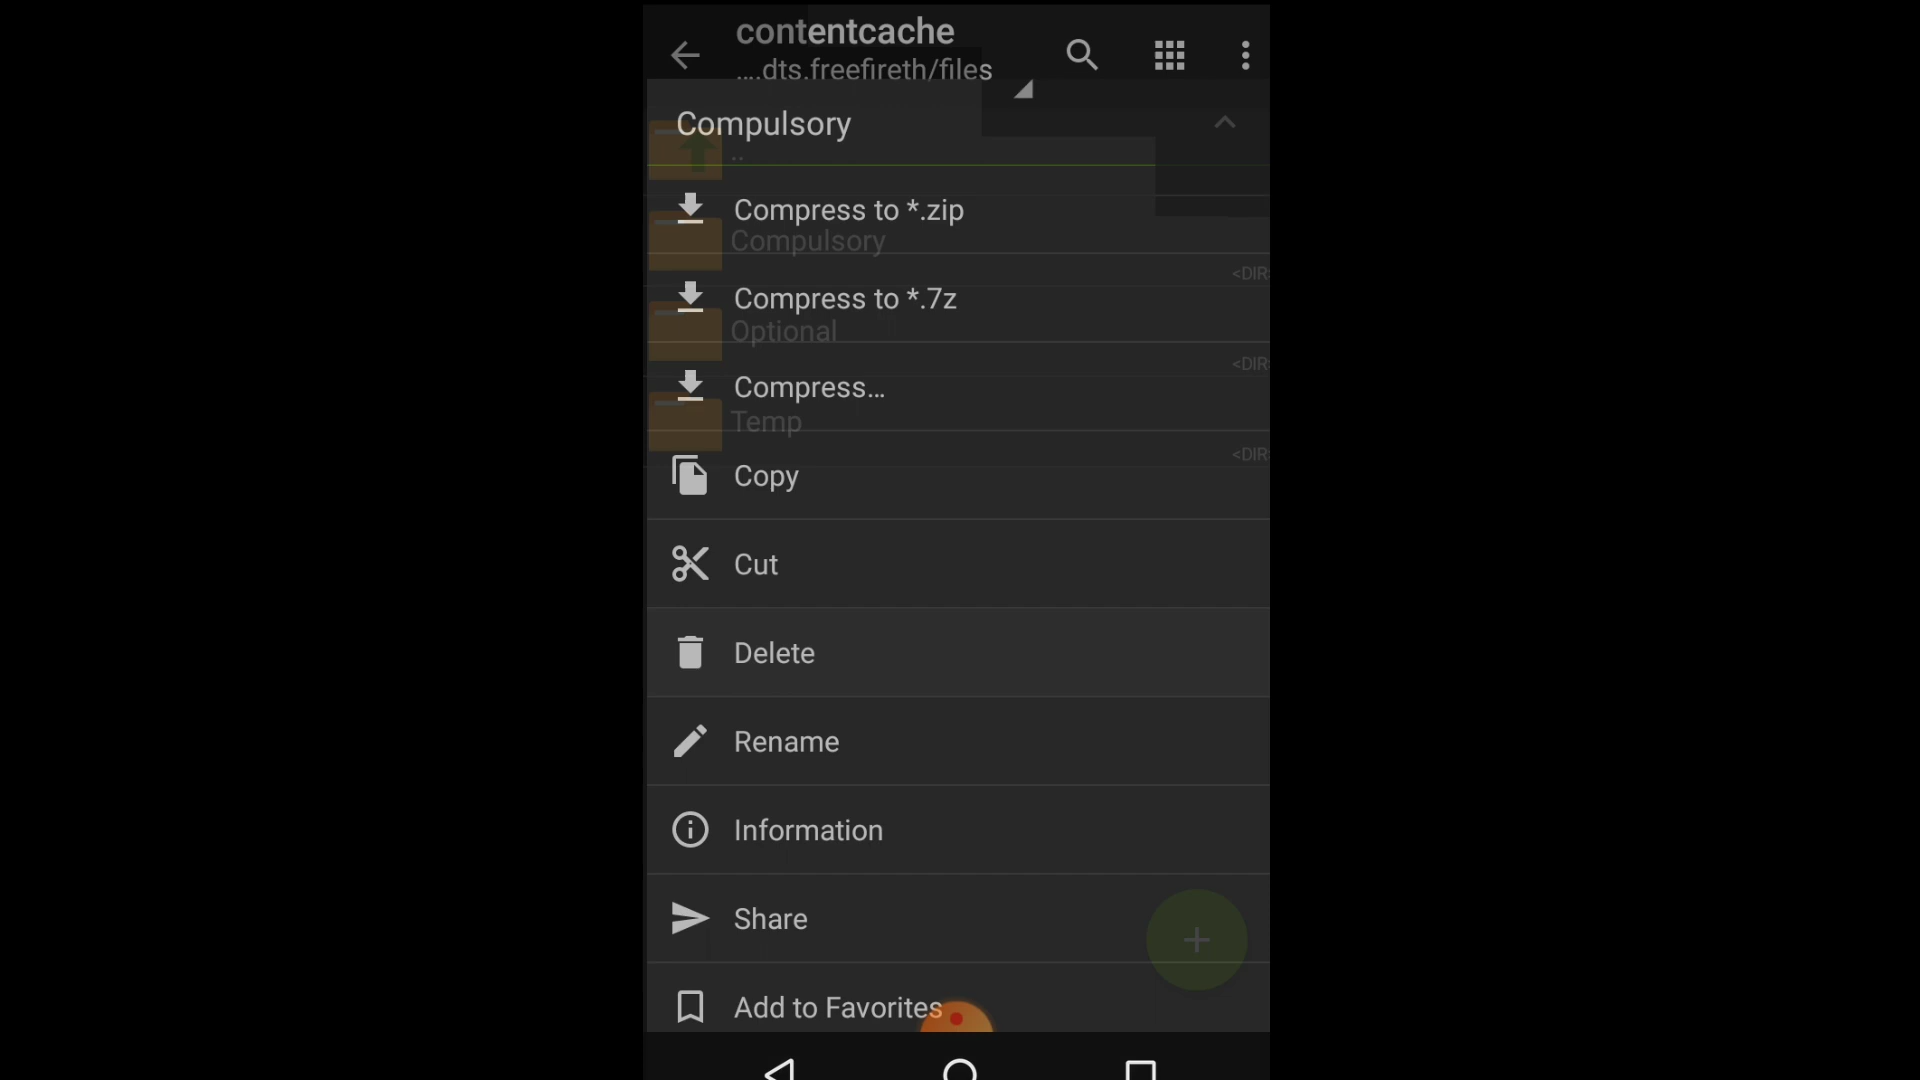 contentcache
....dts.freefireth/files
Compulsory
..
Compress to *.zip
Compulsory
<DIR>
Compress to *.7z
Optional
<DIR>
Compress...
Temp
<DIR>
Copy
Cut
Delete
Rename
Information
Share
Add to Favorites